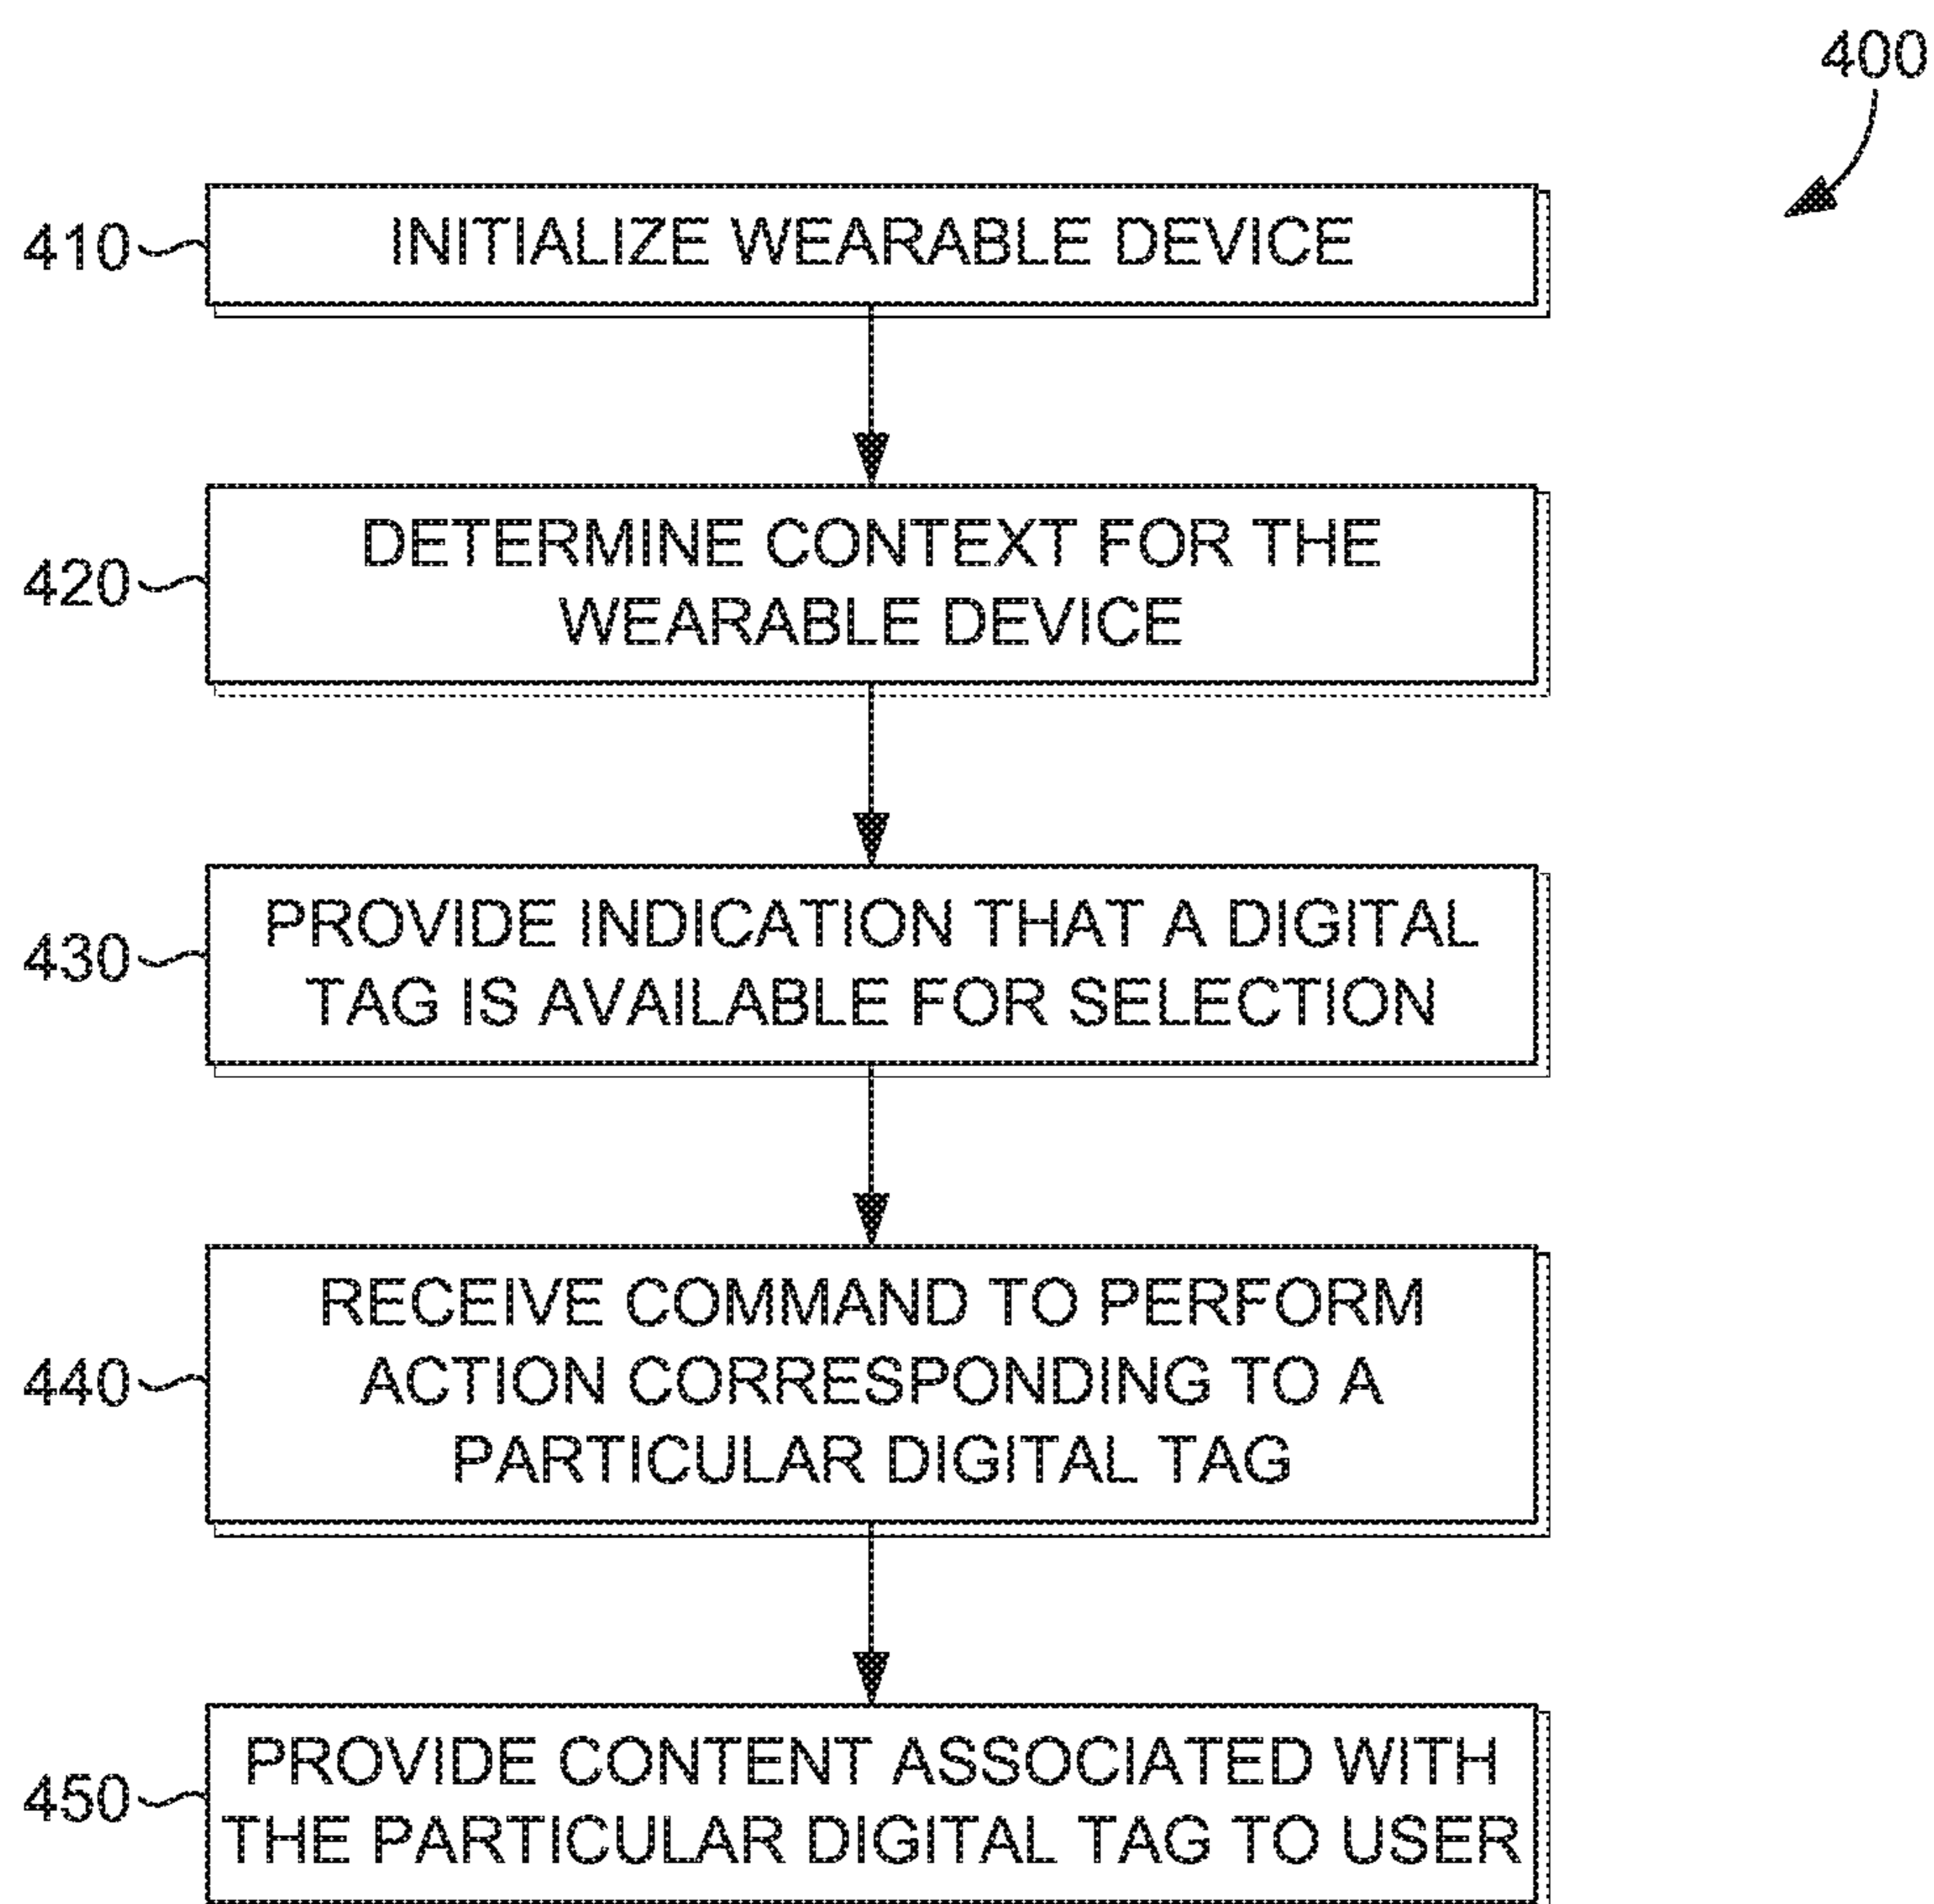 400
410
INITIALIZE WEARABLE DEVICE
420
DETERMINE CONTEXT FOR THE
WEARABLE DEVICE
430
PROVIDE INDICATION THAT A DIGITAL
TAG IS AVAILABLE FOR SELECTION
440
RECEIVE COMMAND TO PERFORM
ACTION CORRESPONDING TO A
PARTICULAR DIGITAL TAG
450
PROVIDE CONTENT ASSOCIATED WITH
THE PARTICULAR DIGITAL TAG TO USER